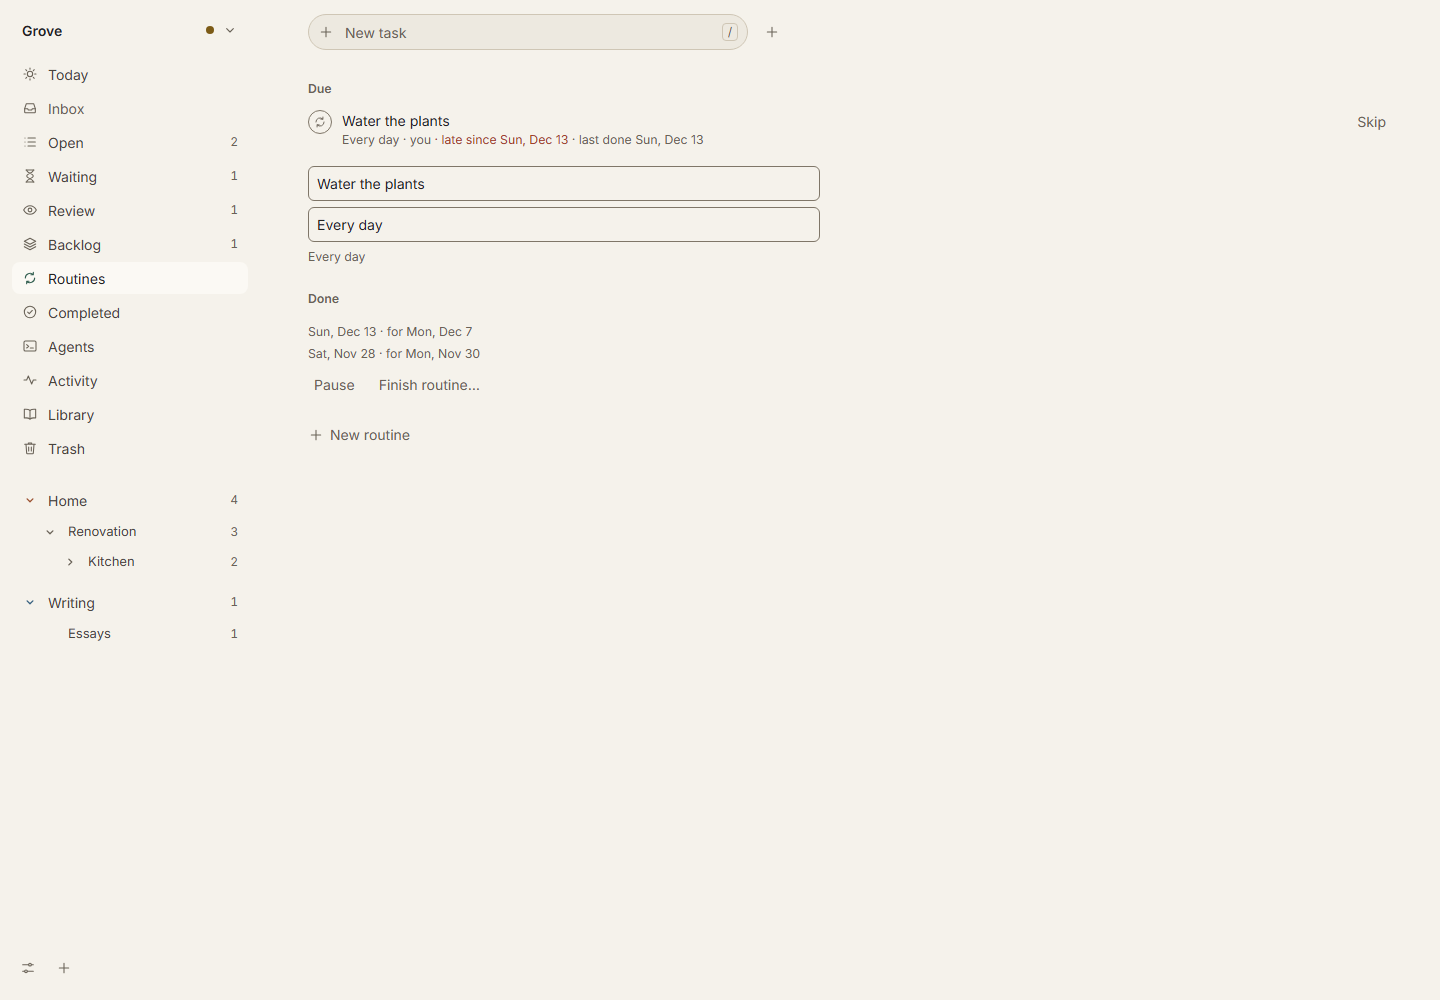 Grove
Today
Inbox
Open 2
Waiting 1
Review 1
Backlog 1
Routines
Completed
Agents
Activity
Library
Trash
Home 4
Renovation 3
Kitchen 2
Writing 1
Essays 1
New task /
Due
Water the plants
Skip
Every day · you · late since Sun, Dec 13 · last done Sun, Dec 13
Water the plants
Every day
Every day
Done
Sun, Dec 13 · for Mon, Dec 7
Sat, Nov 28 · for Mon, Nov 30
Pause Finish routine...
New routine